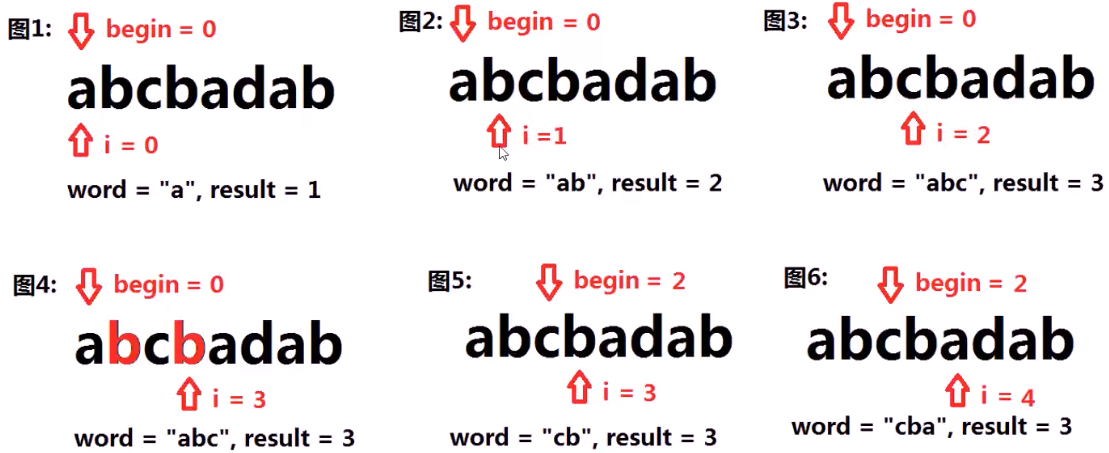 图1: begin = 0
abcbadab
i = 0
word = "a", result = 1
图2: begin = 0
abcbadab
i =1
word = "ab", result = 2
图3: begin = 0
abcbadab
i = 2
word = "abc", result = 3
图4: begin = 0
abcbadab
i = 3
word = "abc", result = 3
图5: begin = 2
abcbadab
i = 3
word = "cb", result = 3
图6: begin = 2
abcbadab
i = 4
word = "cba", result = 3